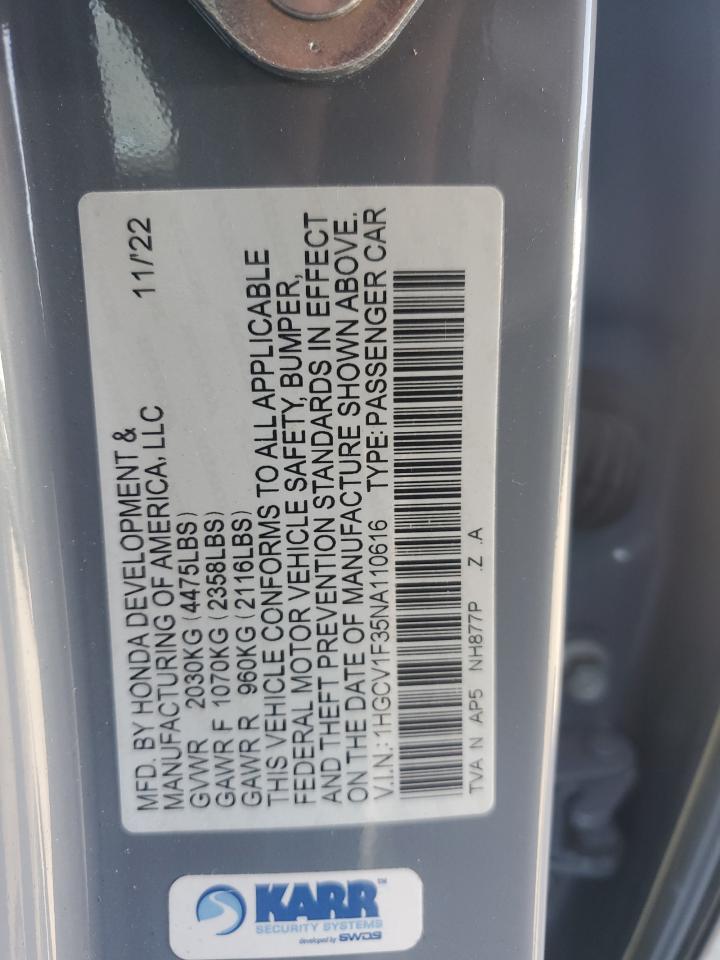 MFD. BY HONDA DEVELOPMENT & 11/'22
MANUFACTURING OF AMERICA, LLC
GVWR 2030KG (4475LBS)
GAWR F 1070KG (2358LBS)
GAWR R 960KG (2116LBS)
THIS VEHICLE CONFORMS TO ALL APPLICABLE
FEDERAL MOTOR VEHICLE SAFETY, BUMPER,
AND THEFT PREVENTION STANDARDS IN EFFECT
ON THE DATE OF MANUFACTURE SHOWN ABOVE.
V.I.N.: 1HGCV1F35NA110616 TYPE: PASSENGER CAR
TVA N AP5 NH877P .Z .A
KARR™
SECURITY SYSTEMS
developed by SWDS